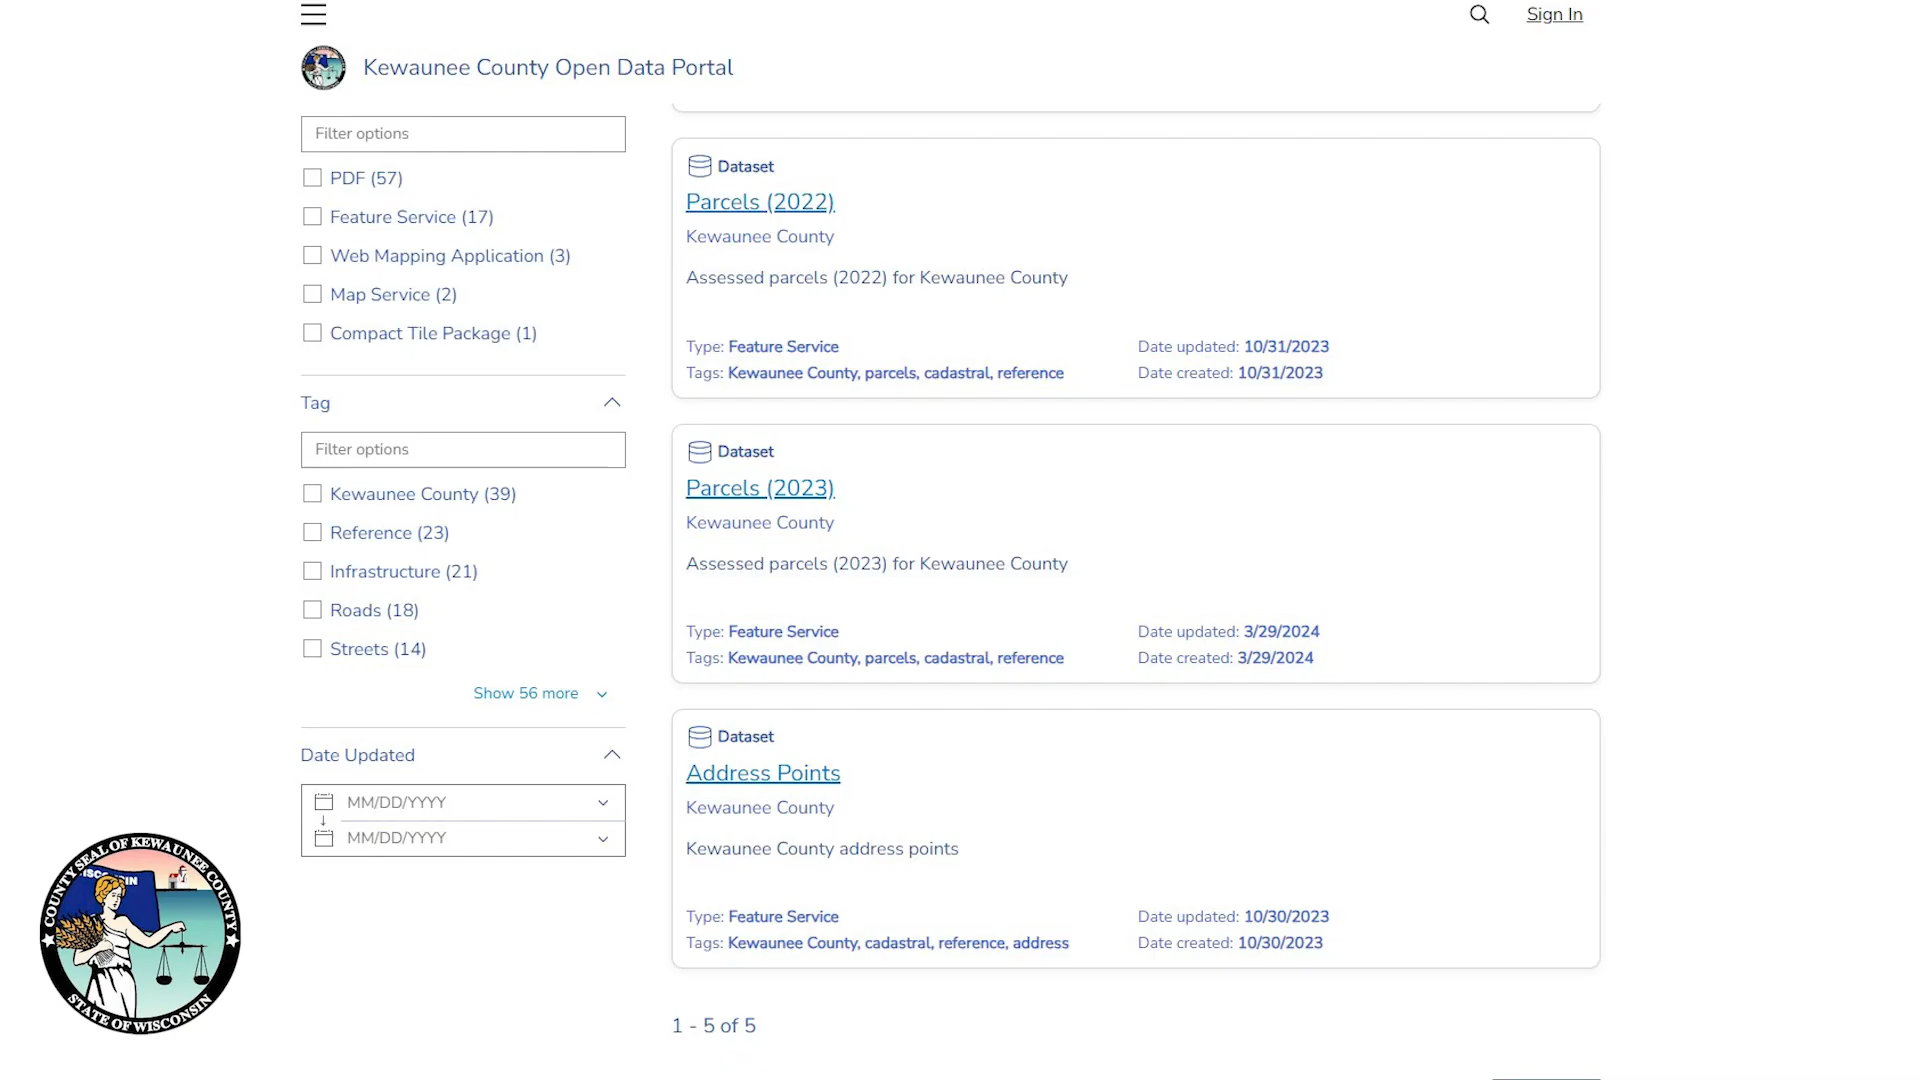 Sign In
Kewaunee County Open Data Portal
Filter options
PDF (57)
Feature Service (17)
Web Mapping Application (3)
Map Service (2)
Compact Tile Package (1)
Tag
Filter options
Kewaunee County (39)
Reference (23)
Infrastructure (21)
Roads (18)
Streets (14)
Show 56 more
Date Updated
MM/DD/YYYY
MM/DD/YYYY
Dataset
Parcels (2022)
Kewaunee County
Assessed parcels (2022) for Kewaunee County
Type: Feature Service
Date updated: 10/31/2023
Tags: Kewaunee County, parcels, cadastral, reference
Date created: 10/31/2023
Dataset
Parcels (2023)
Kewaunee County
Assessed parcels (2023) for Kewaunee County
Type: Feature Service
Date updated: 3/29/2024
Tags: Kewaunee County, parcels, cadastral, reference
Date created: 3/29/2024
Dataset
Address Points
Kewaunee County
Kewaunee County address points
Type: Feature Service
Date updated: 10/30/2023
Tags: Kewaunee County, cadastral, reference, address
Date created: 10/30/2023
1 - 5 of 5
COUNTY SEAL OF KEWAUNEE COUNTY
STATE OF WISCONSIN